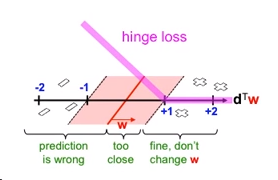 hinge loss
-2 -1 +1 +2 dᵀw
w
prediction is wrong
too close
fine, don't change w